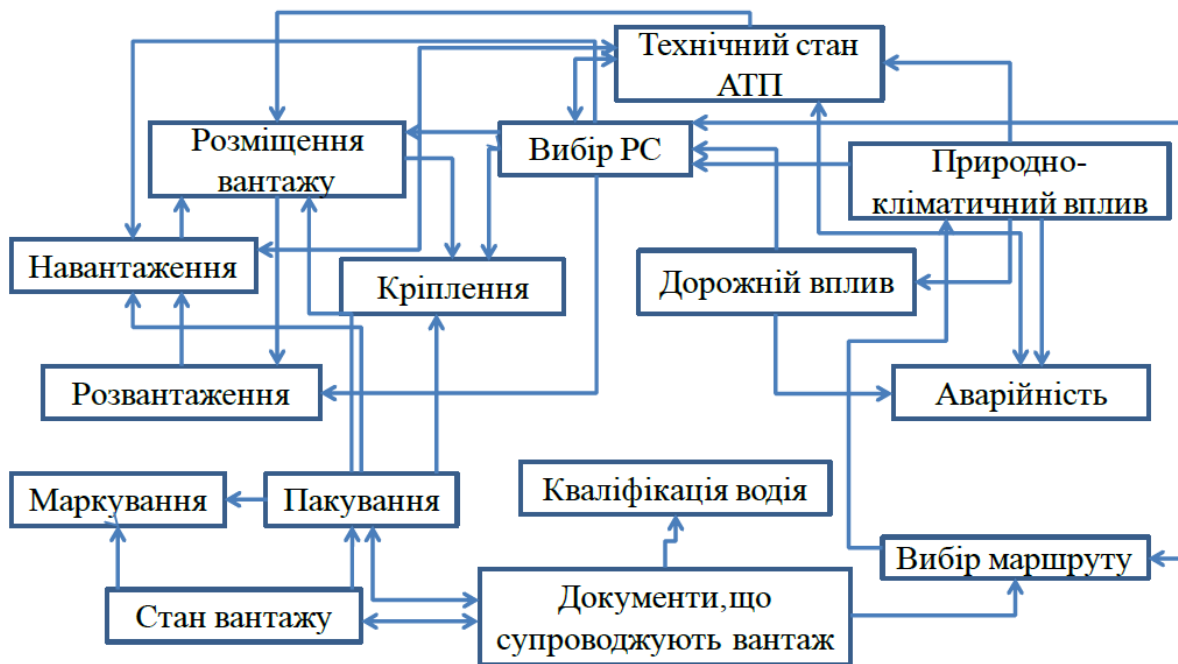 Технічний стан
АТП
Розміщення
вантажу
Вибір РС
Природно-
кліматичний вплив
Навантаження
Кріплення
Дорожній вплив
Розвантаження
Аварійність
Маркування
Пакування
Кваліфікація водія
Вибір маршруту
Стан вантажу
Документи,що
супроводжують вантаж